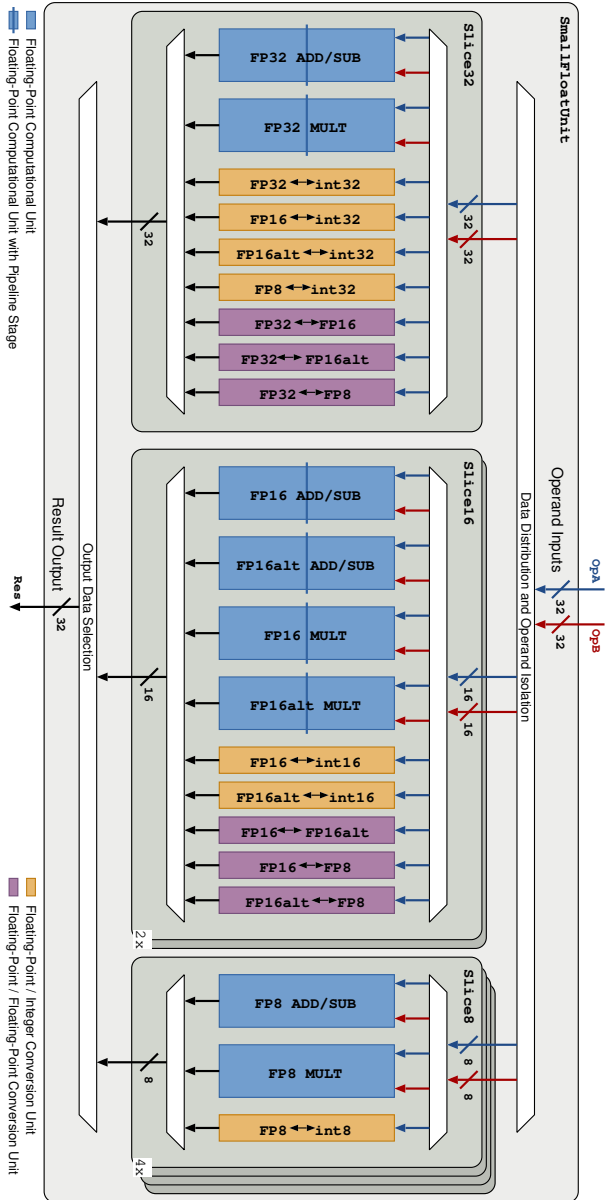 OpA OpB
SmallFloatUnit
Operand Inputs
32 32
Data Distribution and Operand Isolation
Slice32
32 32
FP32 ADD/SUB
FP32 MULT
FP32↔int32
FP16↔int32
FP16alt↔int32
FP8↔int32
FP32↔FP16
FP32↔FP16alt
FP32↔FP8
32
Slice16
16 16
FP16 ADD/SUB
FP16alt ADD/SUB
FP16 MULT
FP16alt MULT
FP16↔int16
FP16alt↔int16
FP16↔FP16alt
FP16↔FP8
FP16alt↔FP8
16
2x
Slice8
8 8
FP8 ADD/SUB
FP8 MULT
FP8↔int8
8
4x
Output Data Selection
Result Output
32
Res
Floating-Point Computational Unit
Floating-Point Computational Unit with Pipeline Stage
Floating-Point / Integer Conversion Unit
Floating-Point / Floating-Point Conversion Unit